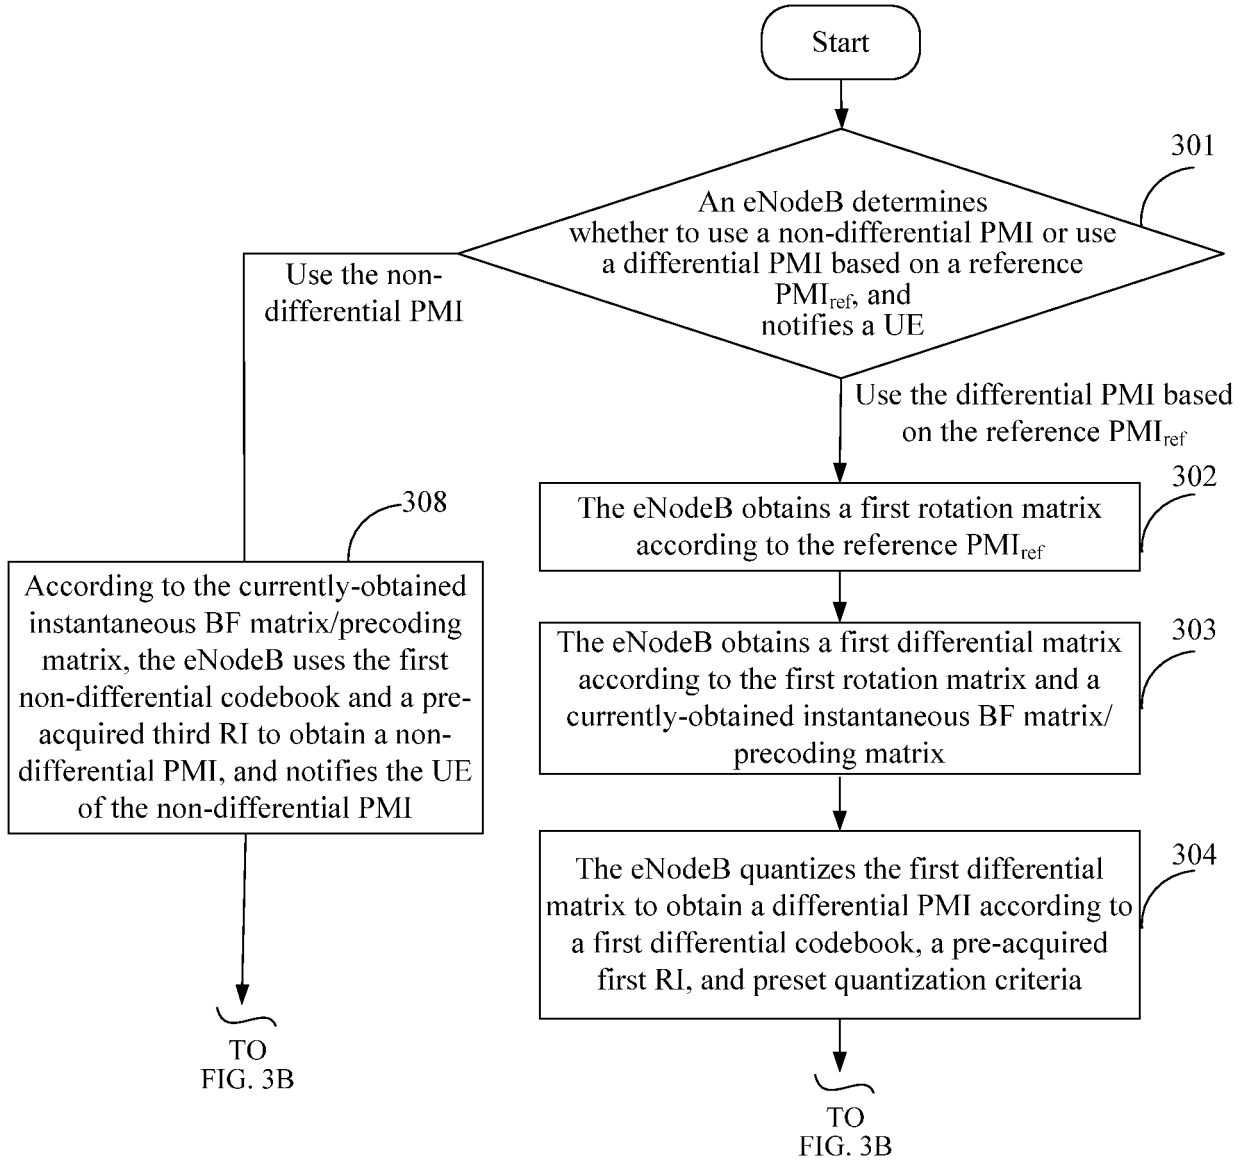 Start
301
An eNodeB determines
whether to use a non-differential PMI or use
a differential PMI based on a reference
PMIref, and
notifies a UE
Use the non-
differential PMI
Use the differential PMI based
on the reference PMIref
302
The eNodeB obtains a first rotation matrix
according to the reference PMIref
308
According to the currently-obtained
instantaneous BF matrix/precoding
matrix, the eNodeB uses the first
non-differential codebook and a pre-
acquired third RI to obtain a non-
differential PMI, and notifies the UE
of the non-differential PMI
303
The eNodeB obtains a first differential matrix
according to the first rotation matrix and a
currently-obtained instantaneous BF matrix/
precoding matrix
304
The eNodeB quantizes the first differential
matrix to obtain a differential PMI according to
a first differential codebook, a pre-acquired
first RI, and preset quantization criteria
TO
FIG. 3B
TO
FIG. 3B